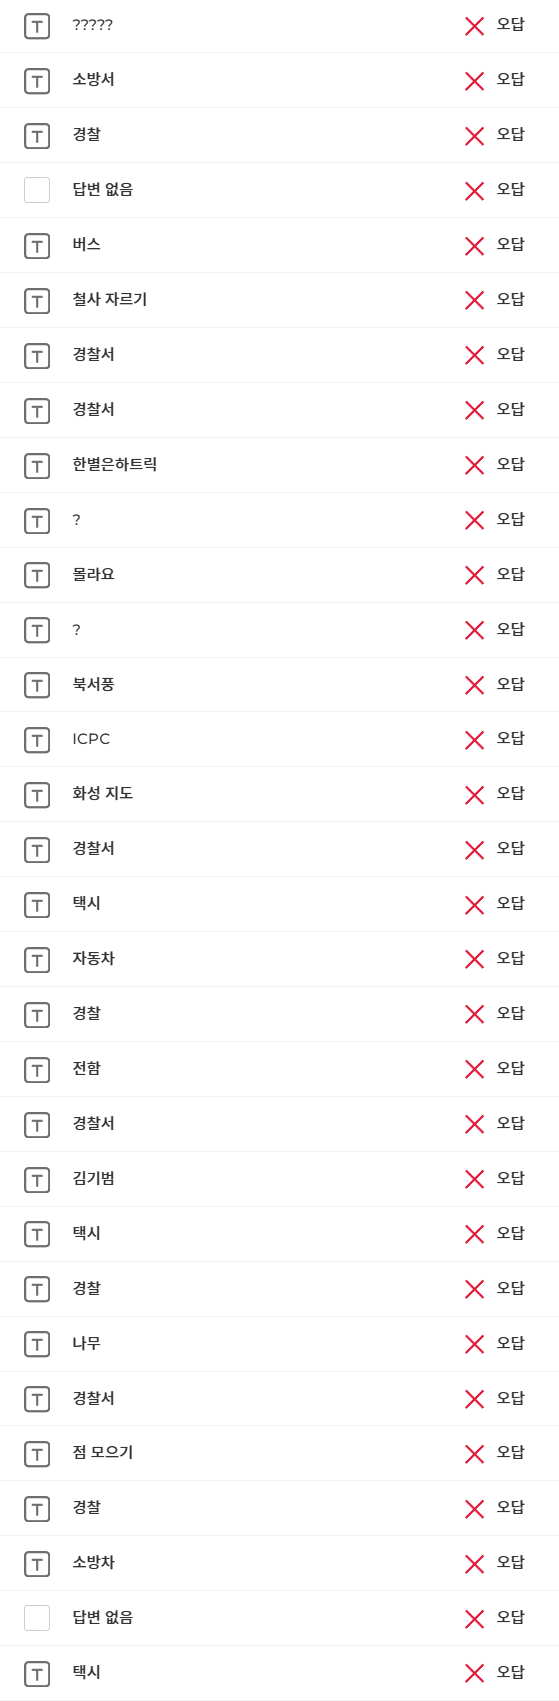 ????? 오답
소방서 오답
경찰 오답
답변 없음 오답
버스 오답
철사 자르기 오답
경찰서 오답
경찰서 오답
한별은하트릭 오답
? 오답
몰라요 오답
? 오답
북서풍 오답
ICPC 오답
화성 지도 오답
경찰서 오답
택시 오답
자동차 오답
경찰 오답
전함 오답
경찰서 오답
김기범 오답
택시 오답
경찰 오답
나무 오답
경찰서 오답
점 모으기 오답
경찰 오답
소방차 오답
답변 없음 오답
택시 오답